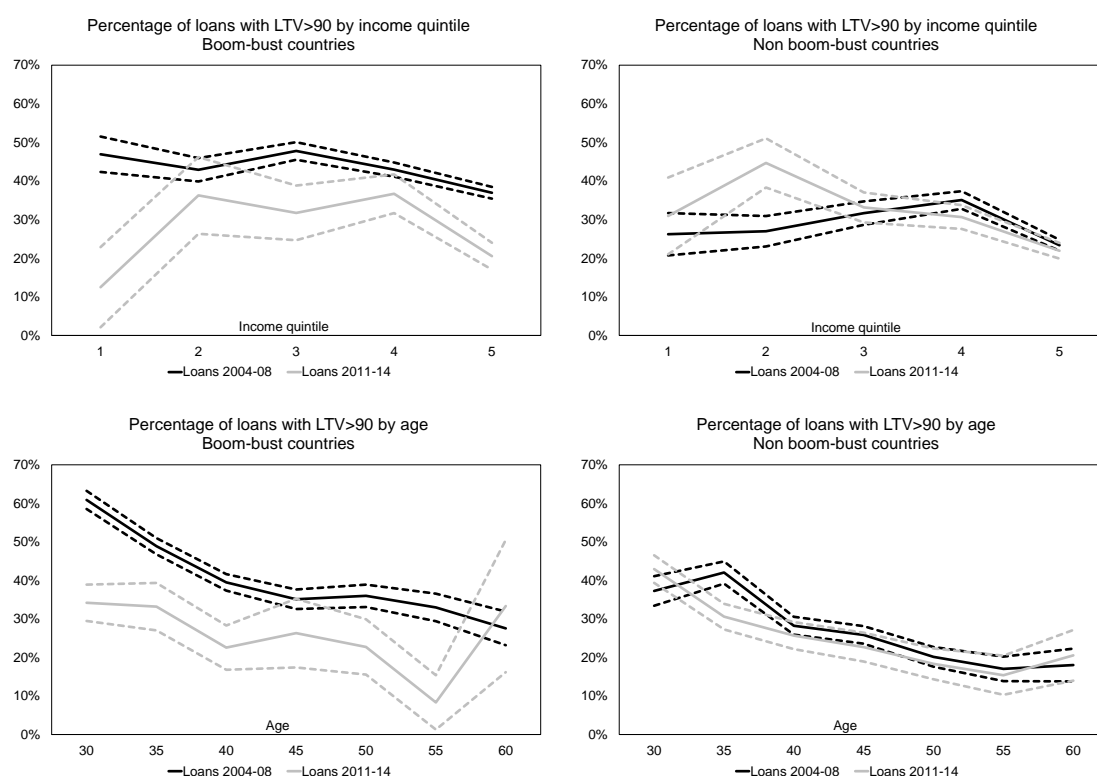 Percentage of loans with LTV>90 by income quintile
Boom-bust countries
70%
60%
50%
40%
30%
20%
10%
0%
Income quintile
1 2 3 4 5
Loans 2004-08 Loans 2011-14
Percentage of loans with LTV>90 by income quintile
Non boom-bust countries
70%
60%
50%
40%
30%
20%
10%
0%
Income quintile
1 2 3 4 5
Loans 2004-08 Loans 2011-14
Percentage of loans with LTV>90 by age
Boom-bust countries
70%
60%
50%
40%
30%
20%
10%
0%
Age
30 35 40 45 50 55 60
Loans 2004-08 Loans 2011-14
Percentage of loans with LTV>90 by age
Non boom-bust countries
70%
60%
50%
40%
30%
20%
10%
0%
Age
30 35 40 45 50 55 60
Loans 2004-08 Loans 2011-14